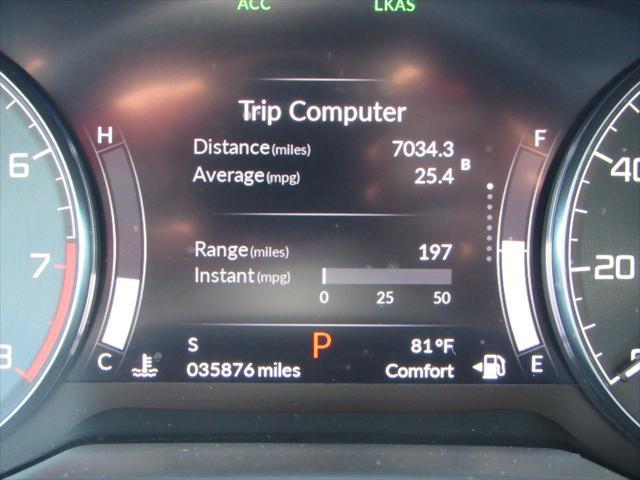 ACC LKAS
Trip Computer
H F
Distance (miles) 7034.3
B
Average (mpg) 25.4
6 40
Range (miles) 197
7 20
Instant (mpg)
0 25 50
S P 81°F
C E
035876 miles Comfort
8 0